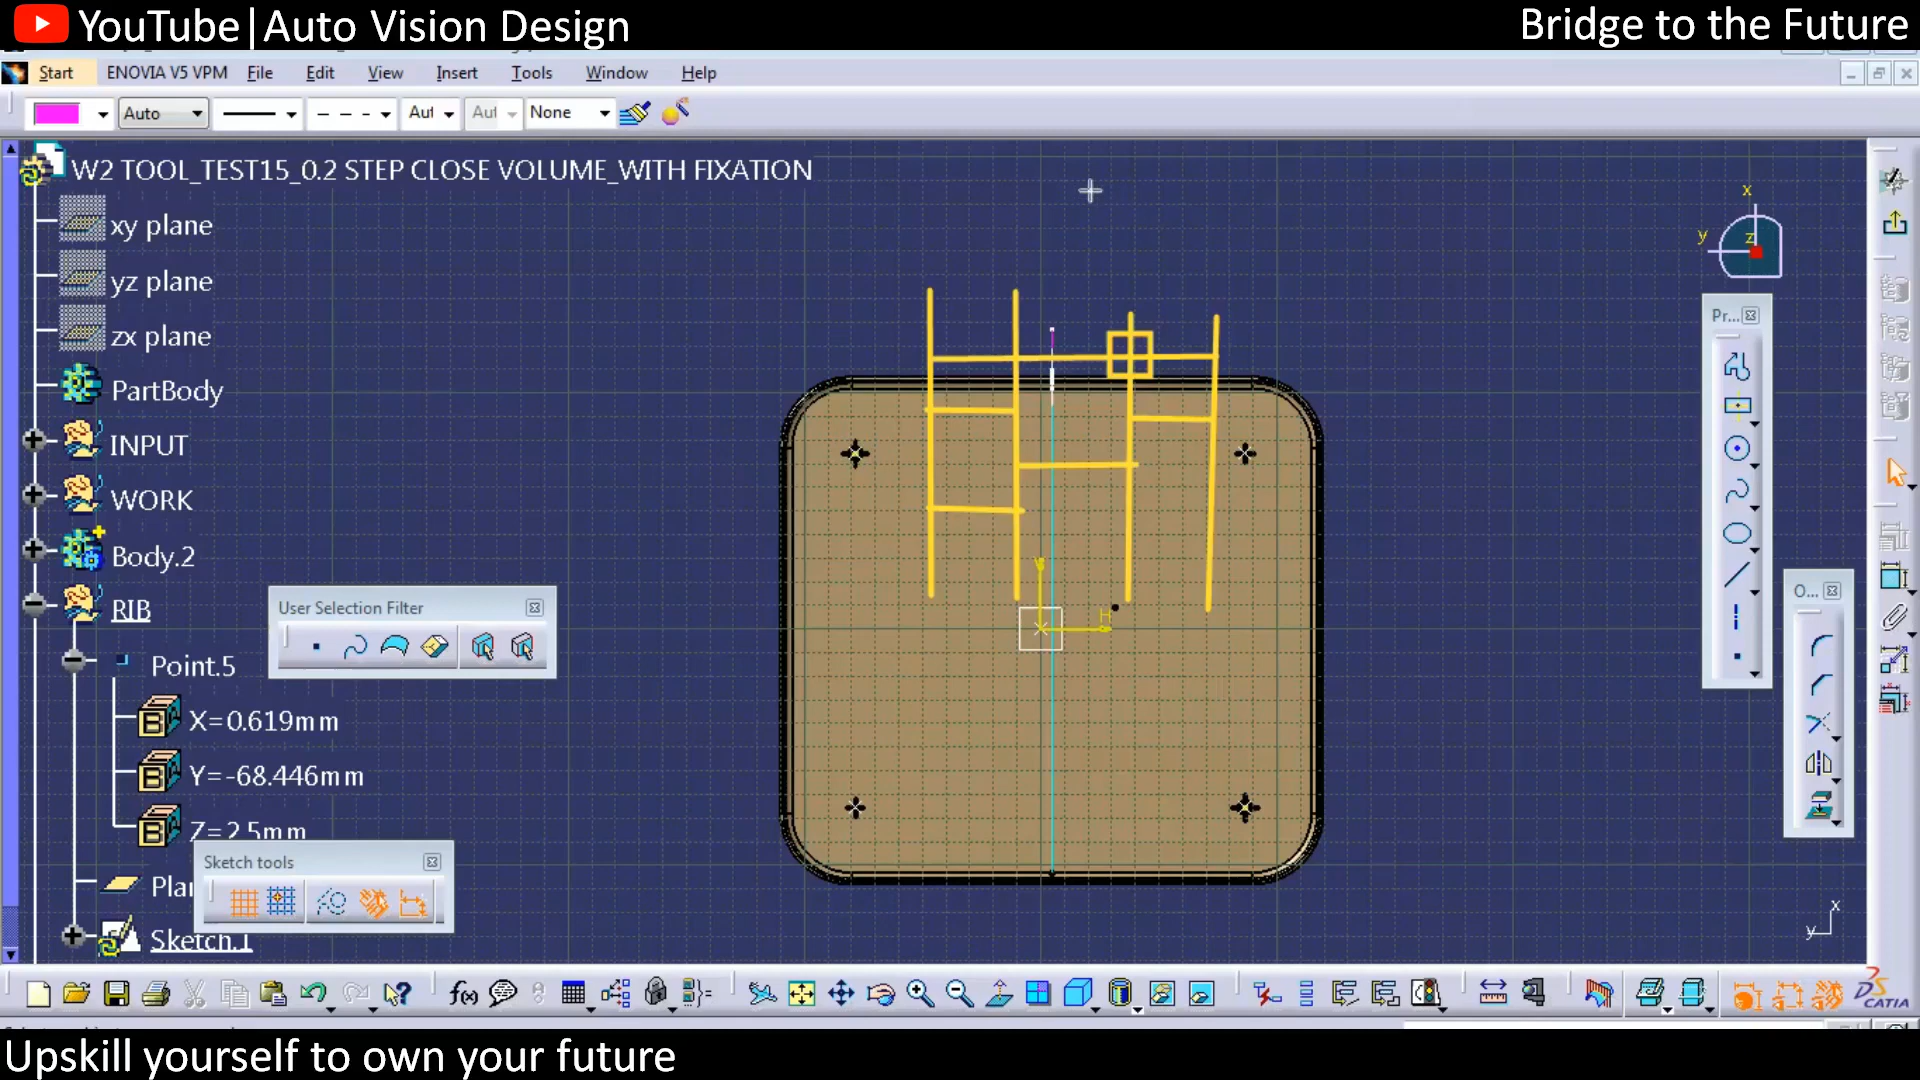 YouTube|Auto Vision Design
Bridge to the Future
Start ENOVIA V5 VPM File Edit View Insert Tools Window Help
Auto Aut Aut None
W2 TOOL_TEST15_0.2 STEP CLOSE VOLUME_WITH FIXATION
xy plane
yz plane
zx plane
PartBody
INPUT
WORK
Body.2
RIB
Point.5
X=0.619mm
Y=-68.446mm
Z=2.5mm
Plan
Sketch.1
User Selection Filter
Sketch tools
x
y
z
Pr...
O...
V
H
x
y
f(x)
CATIA
Upskill yourself to own your future